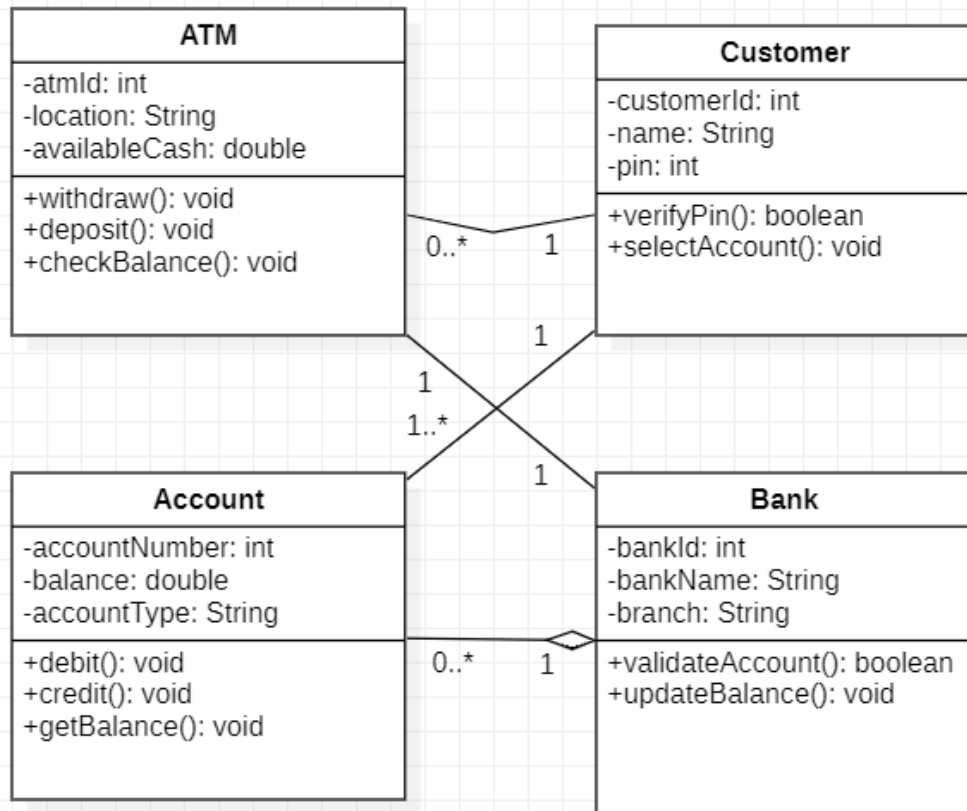 ATM
-atmId: int
-location: String
-availableCash: double
+withdraw(): void
+deposit(): void
+checkBalance(): void
Customer
-customerId: int
-name: String
-pin: int
+verifyPin(): boolean
+selectAccount(): void
0..*
1
1
1
1..*
1
Account
-accountNumber: int
-balance: double
-accountType: String
+debit(): void
+credit(): void
+getBalance(): void
0..*
1
Bank
-bankId: int
-bankName: String
-branch: String
+validateAccount(): boolean
+updateBalance(): void